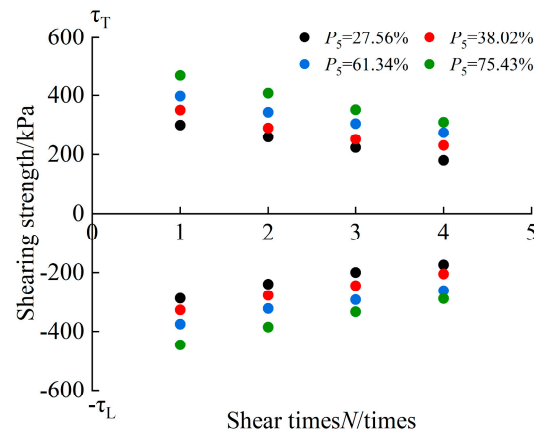 τT
600
P5=27.56% P5=38.02%
P5=61.34% P5=75.43%
400
200
0
0 1 2 3 4 5
-200
-400
-600
-τL
Shearing strength/kPa
Shear timesN/times